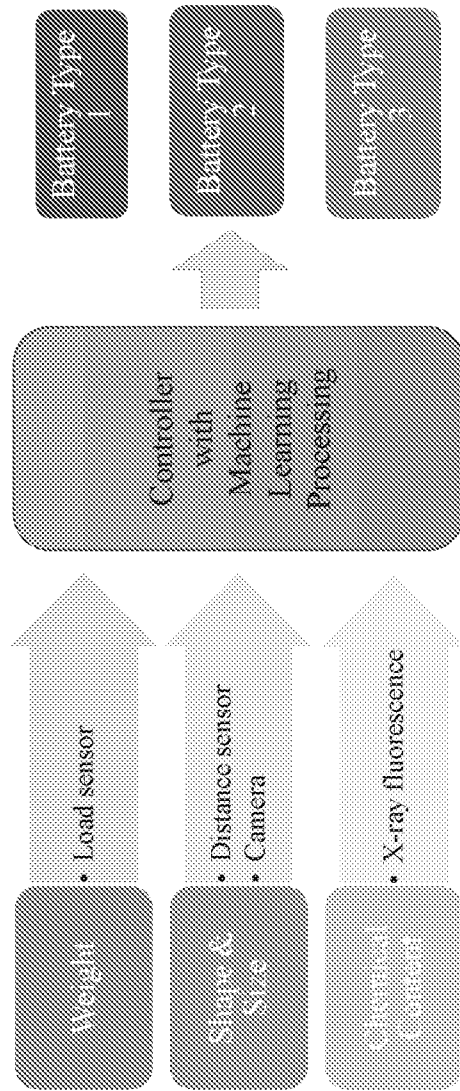 Weight
• Load sensor
Shape &
Size
• Distance sensor
• Camera
Chemical
Content
• X-ray fluorescence
Controller
with
Machine
Learning
Processing
Battery Type
1
Battery Type
2
Battery Type
3